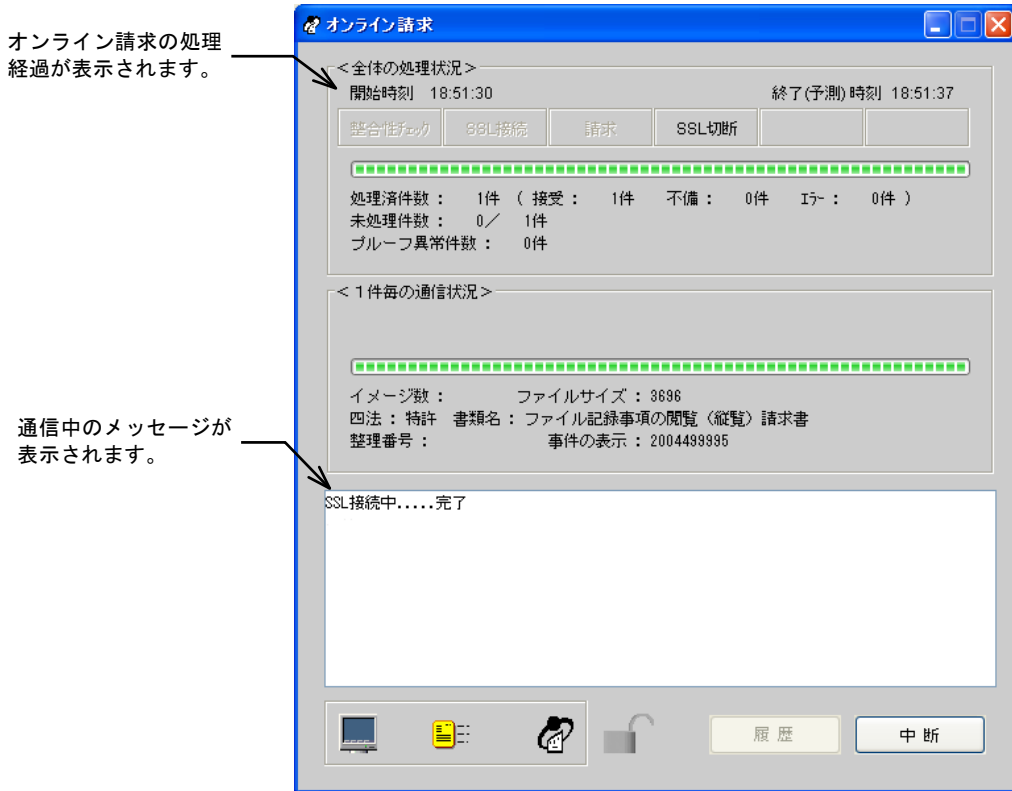 オンライン請求
オンライン請求の処理
経過が表示されます。
＜全体の処理状況＞
開始時刻 18:51:30 終了(予測)時刻 18:51:37
整合性ﾁｪｯｸ SSL接続 請求 SSL切断
処理済件数： 1件 （ 接受： 1件 不備： 0件 ｴﾗｰ： 0件 ）
未処理件数： 0／ 1件
プルーフ異常件数： 0件
＜１件毎の通信状況＞
イメージ数： ファイルサイズ：3696
四法：特許 書類名：ファイル記録事項の閲覧（縦覧）請求書
整理番号： 事件の表示：2004499995
通信中のメッセージが
表示されます。
SSL接続中.....完了
履歴 中断